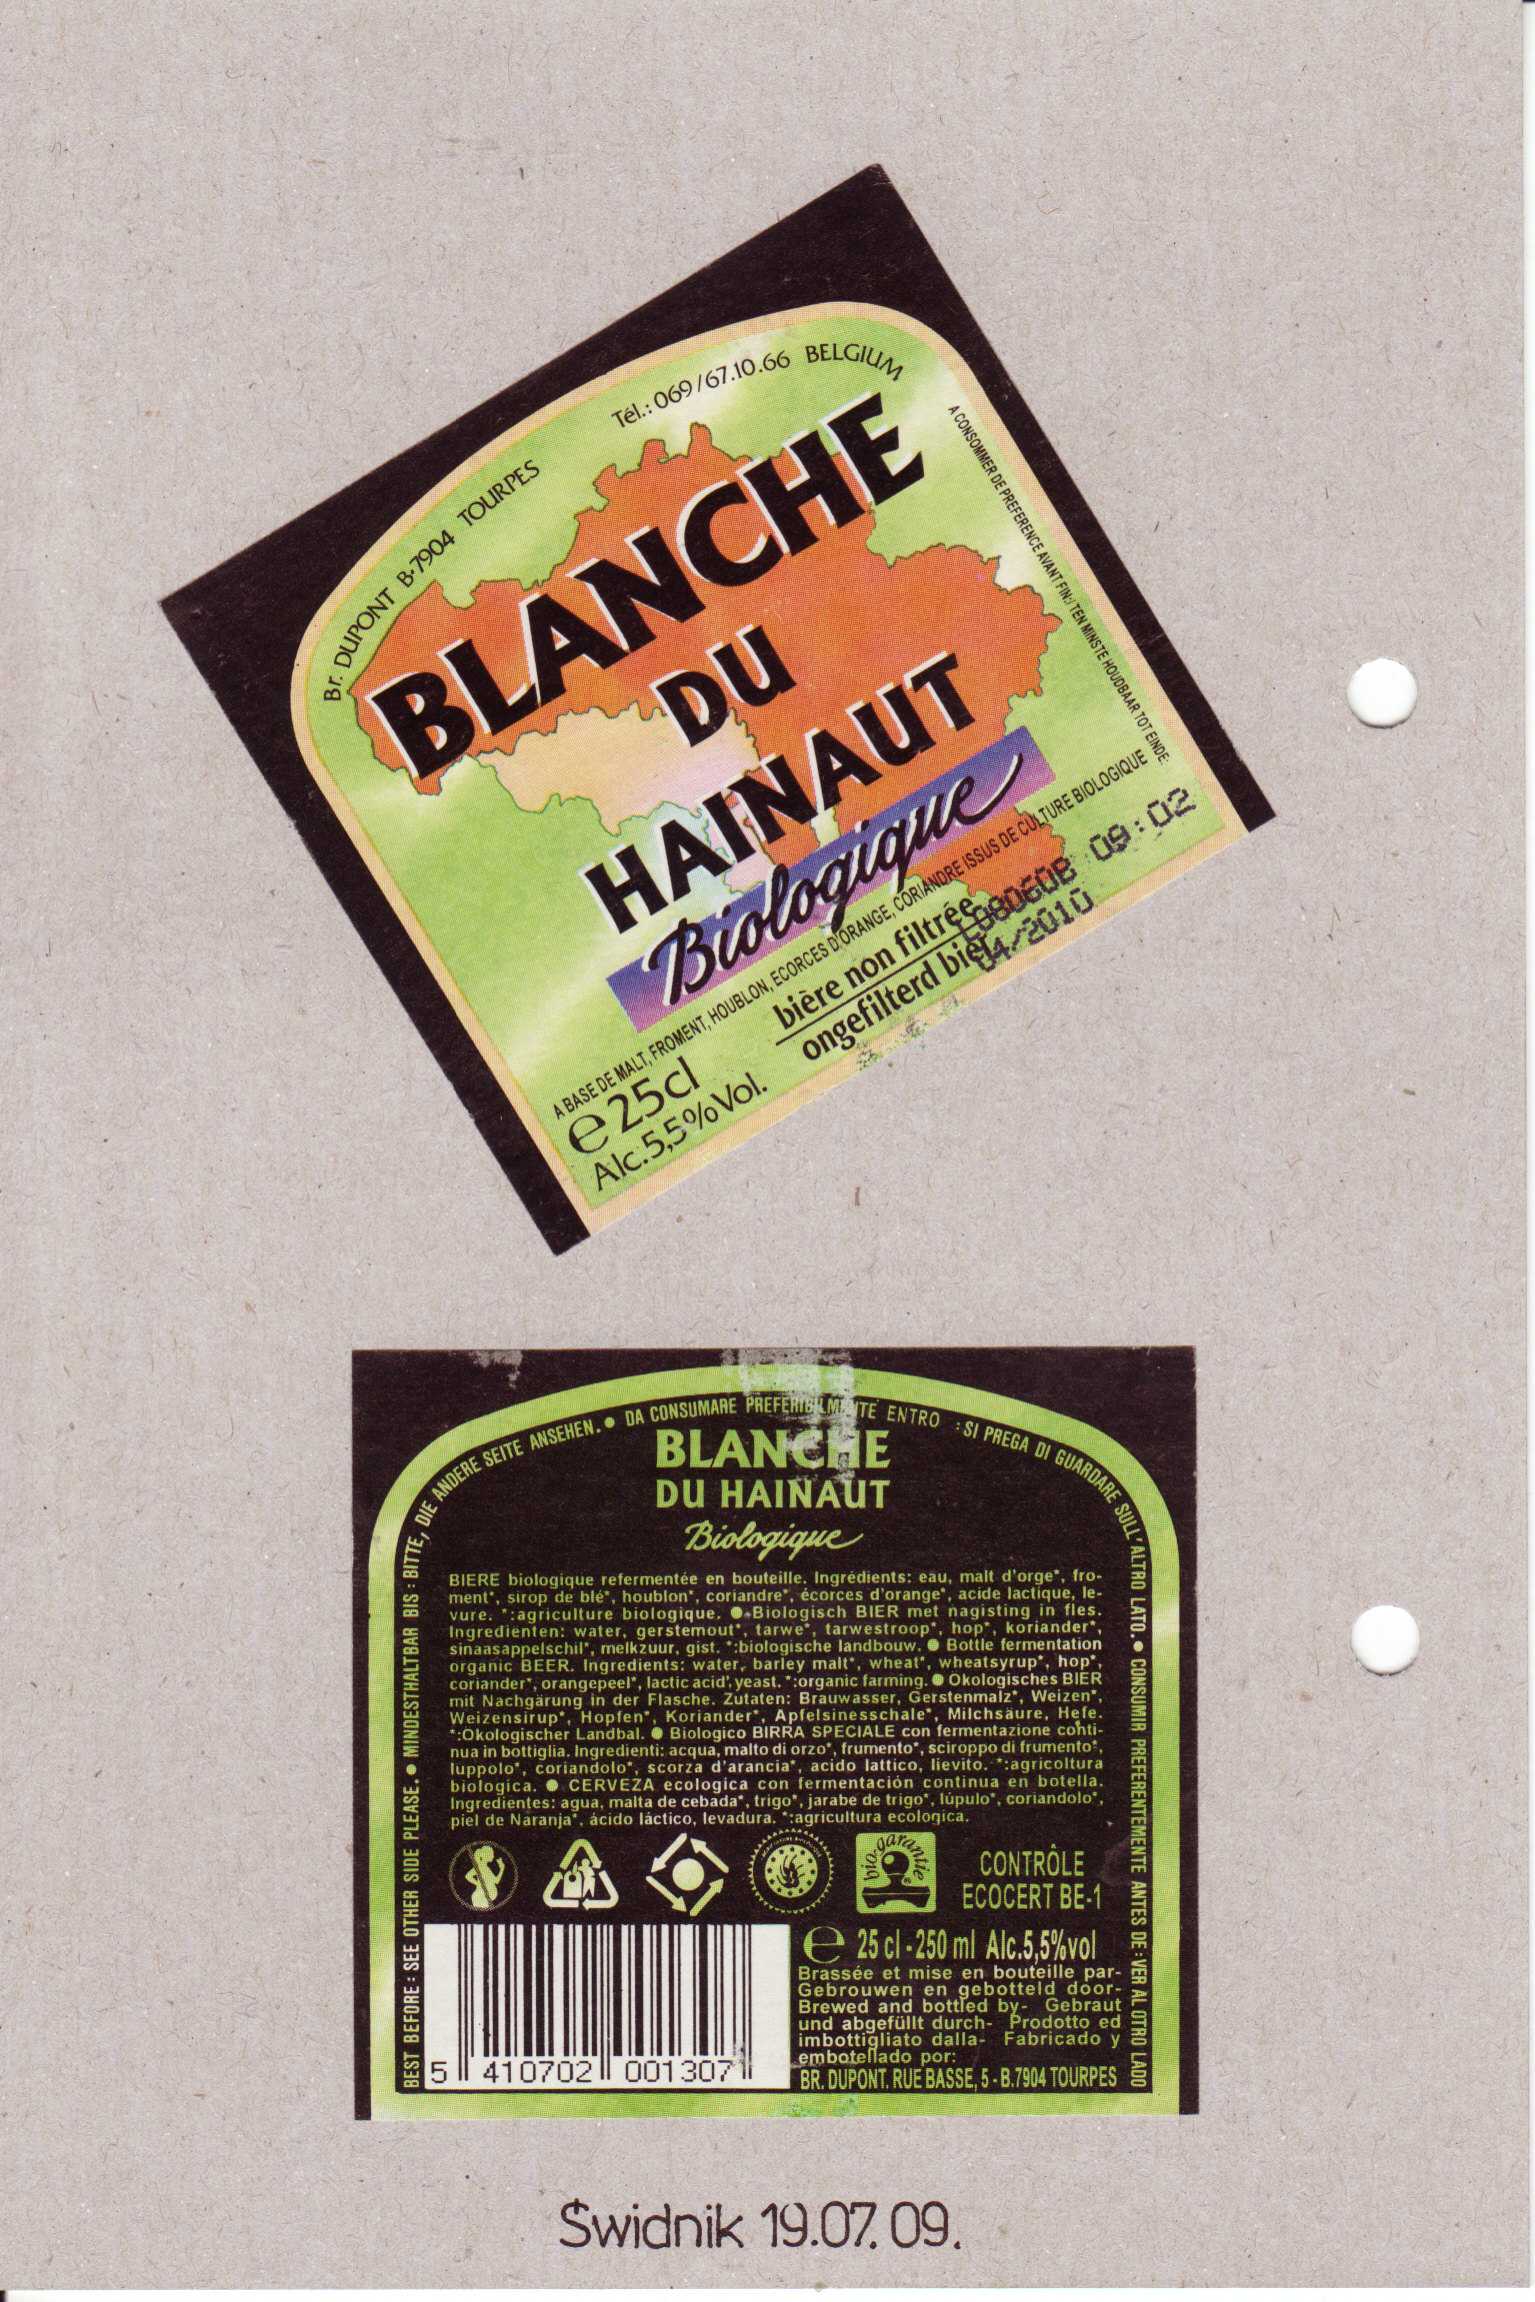 Br. DUPONT B-7904 TOURPES Tél.: 069/67.10.66 BELGIUM
BLANCHE
DU
HAINAUT
Biologique
A CONSOMMER DE PREFERENCE AVANT FIN: / TEN MINSTE HOUDBAAR TOT EINDE:
A BASE DE MALT, FROMENT, HOUBLON, ECORCES D'ORANGE, CORIANDRE ISSUS DE CULTURE BIOLOGIQUE
bière non filtrée
ongefilterd bier
L08060B 09:02
04/2010
e 25cl
Alc.5,5% Vol.
BEST BEFORE : SEE OTHER SIDE PLEASE. ● MINDESTHALTBAR BIS : BITTE, DIE ANDERE SEITE ANSEHEN. ● DA CONSUMARE PREFERIBILMENTE ENTRO : SI PREGA DI GUARDARE SULL'ALTRO LATO. ● CONSUMIR PREFERENTEMENTE ANTES DE : VER AL OTRO LADO
BLANCHE
DU HAINAUT
Biologique
BIERE biologique refermentée en bouteille. Ingrédients: eau, malt d'orge*, fro-
ment*, sirop de blé*, houblon*, coriandre*, écorces d'orange*, acide lactique, le-
vure. *:agriculture biologique. ● Biologisch BIER met nagisting in fles.
Ingrediënten: water, gerstemout*, tarwe*, tarwestroop*, hop*, koriander*,
sinaasappelschil*, melkzuur, gist. *:biologische landbouw. ● Bottle fermentation
organic BEER. Ingredients: water, barley malt*, wheat*, wheatsyrup*, hop*,
coriander*, orangepeel*, lactic acid*, yeast. *:organic farming. ● Okologisches BIER
mit Nachgärung in der Flasche. Zutaten: Brauwasser, Gerstenmalz*, Weizen*,
Weizensirup*, Hopfen*, Koriander*, Apfelsinesschale*, Milchsäure, Hefe.
*:Okologischer Landbal. ● Biologico BIRRA SPECIALE con fermentazione conti-
nua in bottiglia. Ingredienti: acqua, malto di orzo*, frumento*, sciroppo di frumento*,
luppolo*, coriandolo*, scorza d'arancia*, acido lattico, lievito. *:agricoltura
biologica. ● CERVEZA ecologica con fermentación continua en botella.
Ingredientes: agua, malta de cebada*, trigo*, jarabe de trigo*, lúpulo*, coriandolo*,
piel de Naranja*, ácido láctico, levadura. *:agricultura ecologica.
bio garantie
CONTRÔLE
ECOCERT BE-1
e 25 cl - 250 ml Alc.5,5%vol
Brassée et mise en bouteille par-
Gebrouwen en gebotteld door-
Brewed and bottled by- Gebraut
und abgefüllt durch- Prodotto ed
imbottigliato dalla- Fabricado y
embotellado por:
BR. DUPONT. RUE BASSE, 5 - B.7904 TOURPES
5 410702 001307
Świdnik 19.07.09.